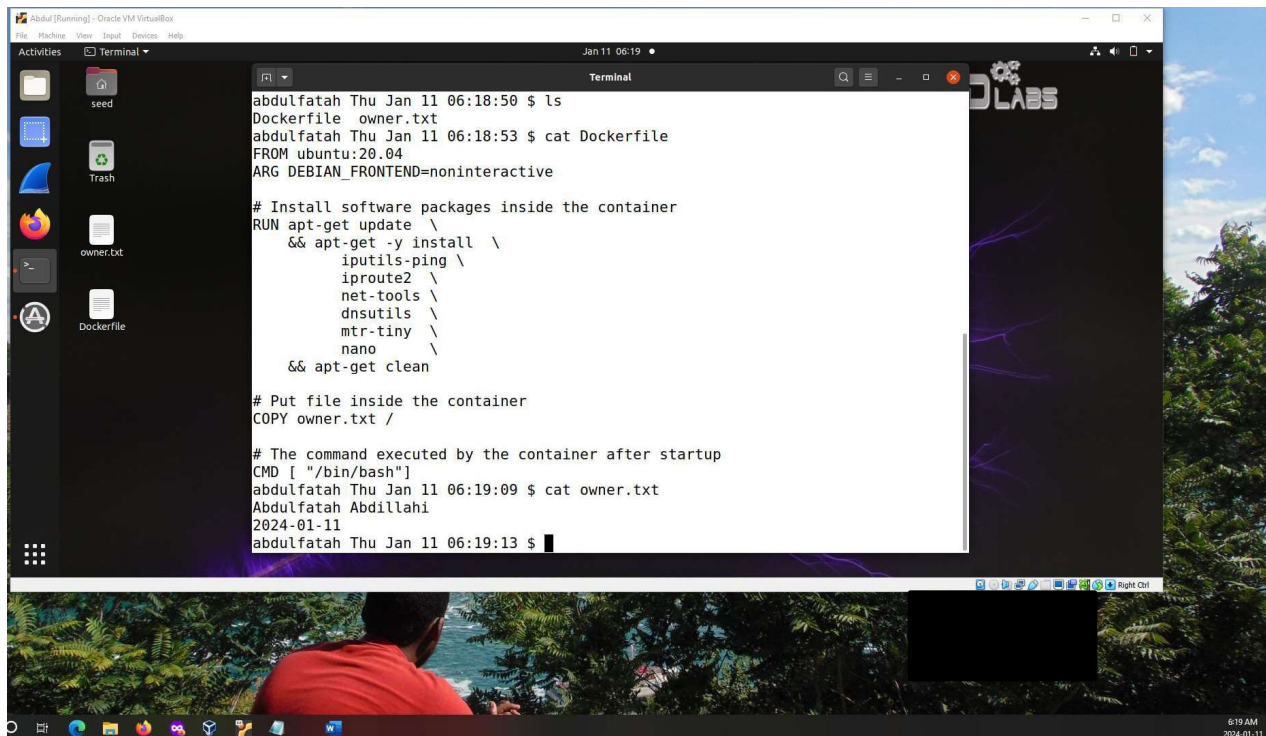 Abdul [Running] - Oracle VM VirtualBox
File Machine View Input Devices Help
Activities Terminal Jan 11 06:19
Terminal
seed
Trash
owner.txt
Dockerfile
LABS
abdulfatah Thu Jan 11 06:18:50 $ ls
Dockerfile  owner.txt
abdulfatah Thu Jan 11 06:18:53 $ cat Dockerfile
FROM ubuntu:20.04
ARG DEBIAN_FRONTEND=noninteractive
# Install software packages inside the container
RUN apt-get update  \
    && apt-get -y install  \
          iputils-ping \
          iproute2  \
          net-tools \
          dnsutils  \
          mtr-tiny  \
          nano      \
    && apt-get clean
# Put file inside the container
COPY owner.txt /
# The command executed by the container after startup
CMD [ "/bin/bash"]
abdulfatah Thu Jan 11 06:19:09 $ cat owner.txt
Abdulfatah Abdillahi
2024-01-11
abdulfatah Thu Jan 11 06:19:13 $
Right Ctrl
6:19 AM
2024-01-11